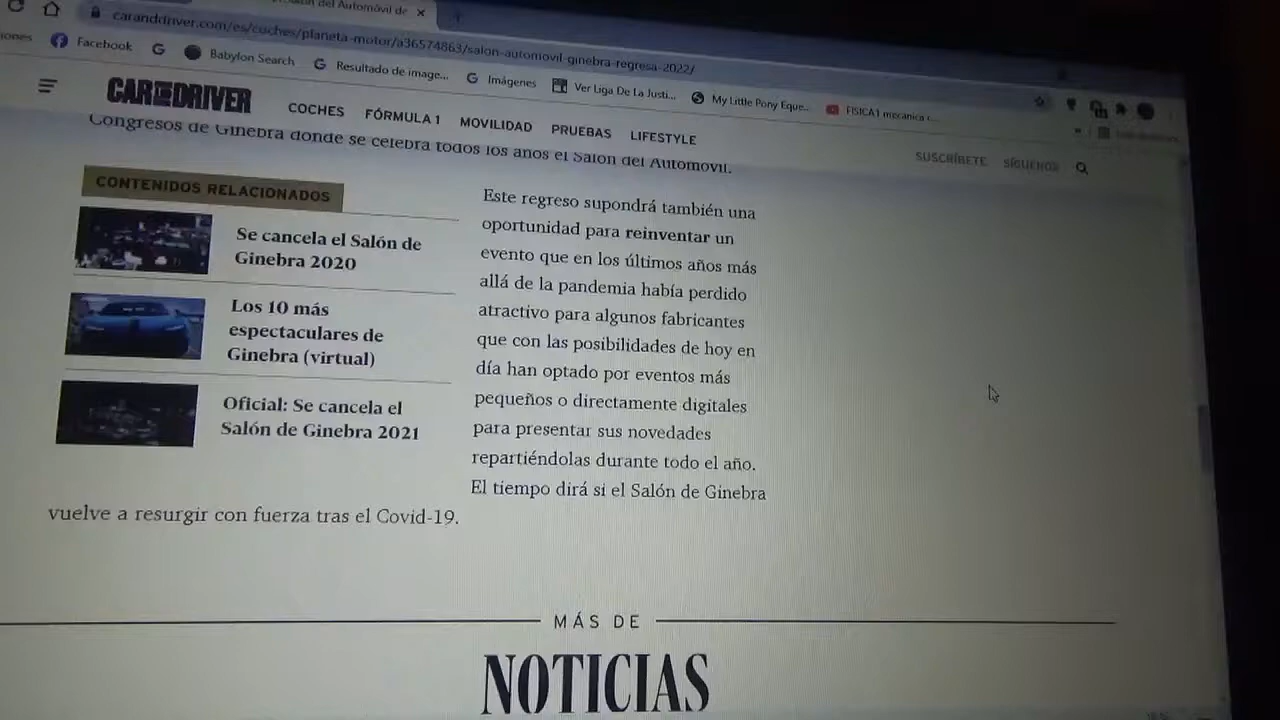 del Automóvil de
caranddriver.com/es/coches/planeta-motor/a36574863/salon-automovil-ginebra-regresa-2022/
Facebook
Babylon Search
Resultado de image...
Imágenes
Ver Liga De La Justi...
My Little Pony Eque...
FISICA1 mecanica
CAR AND DRIVER
COCHES
FÓRMULA 1
MOVILIDAD
PRUEBAS
LIFESTYLE
SUSCRÍBETE
SÍGUENOS
Congresos de Ginebra donde se celebra todos los años el Salón del Automóvil.
CONTENIDOS RELACIONADOS
Se cancela el Salón de
Ginebra 2020
Los 10 más
espectaculares de
Ginebra (virtual)
Oficial: Se cancela el
Salón de Ginebra 2021
Este regreso supondrá también una
oportunidad para reinventar un
evento que en los últimos años más
allá de la pandemia había perdido
atractivo para algunos fabricantes
que con las posibilidades de hoy en
día han optado por eventos más
pequeños o directamente digitales
para presentar sus novedades
repartiéndolas durante todo el año.
El tiempo dirá si el Salón de Ginebra
vuelve a resurgir con fuerza tras el Covid-19.
MÁS DE
NOTICIAS